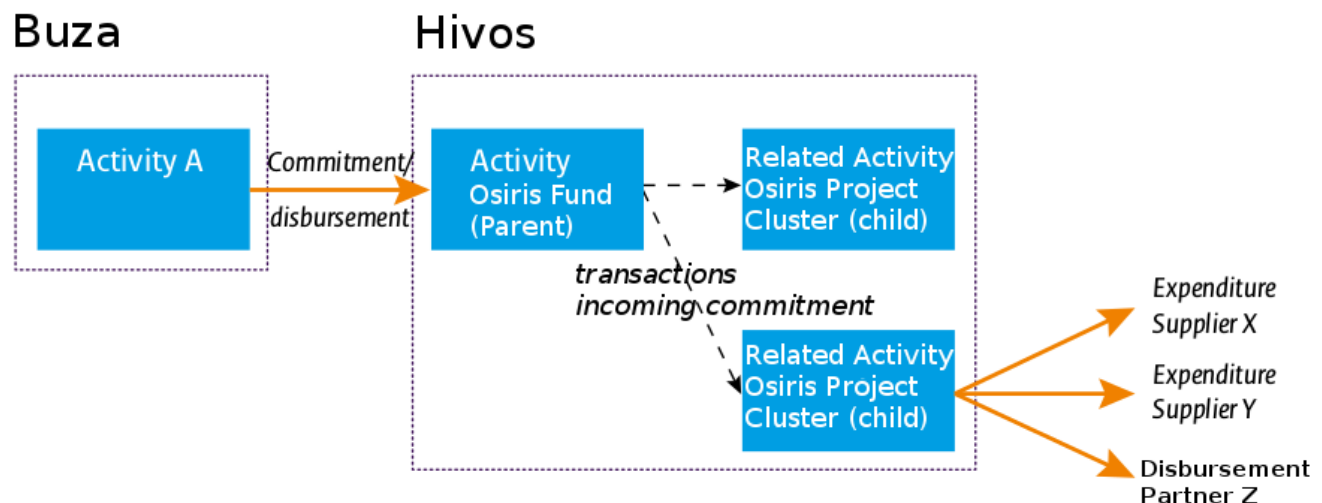 Buza
Hivos
Activity A
Commitment/
disbursement
Activity
Osiris Fund
(Parent)
Related Activity
Osiris Project
Cluster (child)
transactions
incoming commitment
Related Activity
Osiris Project
Cluster (child)
Expenditure
Supplier X
Expenditure
Supplier Y
Disbursement
Partner Z